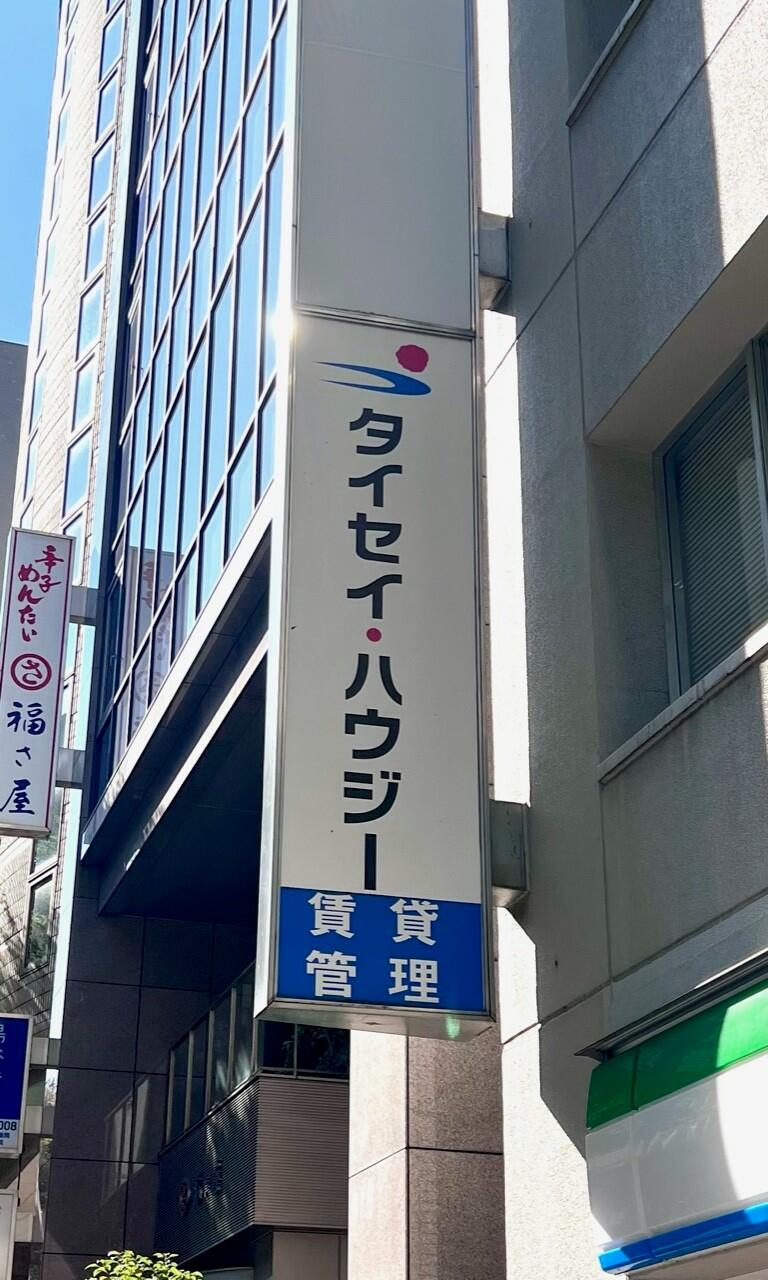 タイセイ・ハウジー
賃貸
管理
辛子めんたい
さ
福さ屋
008